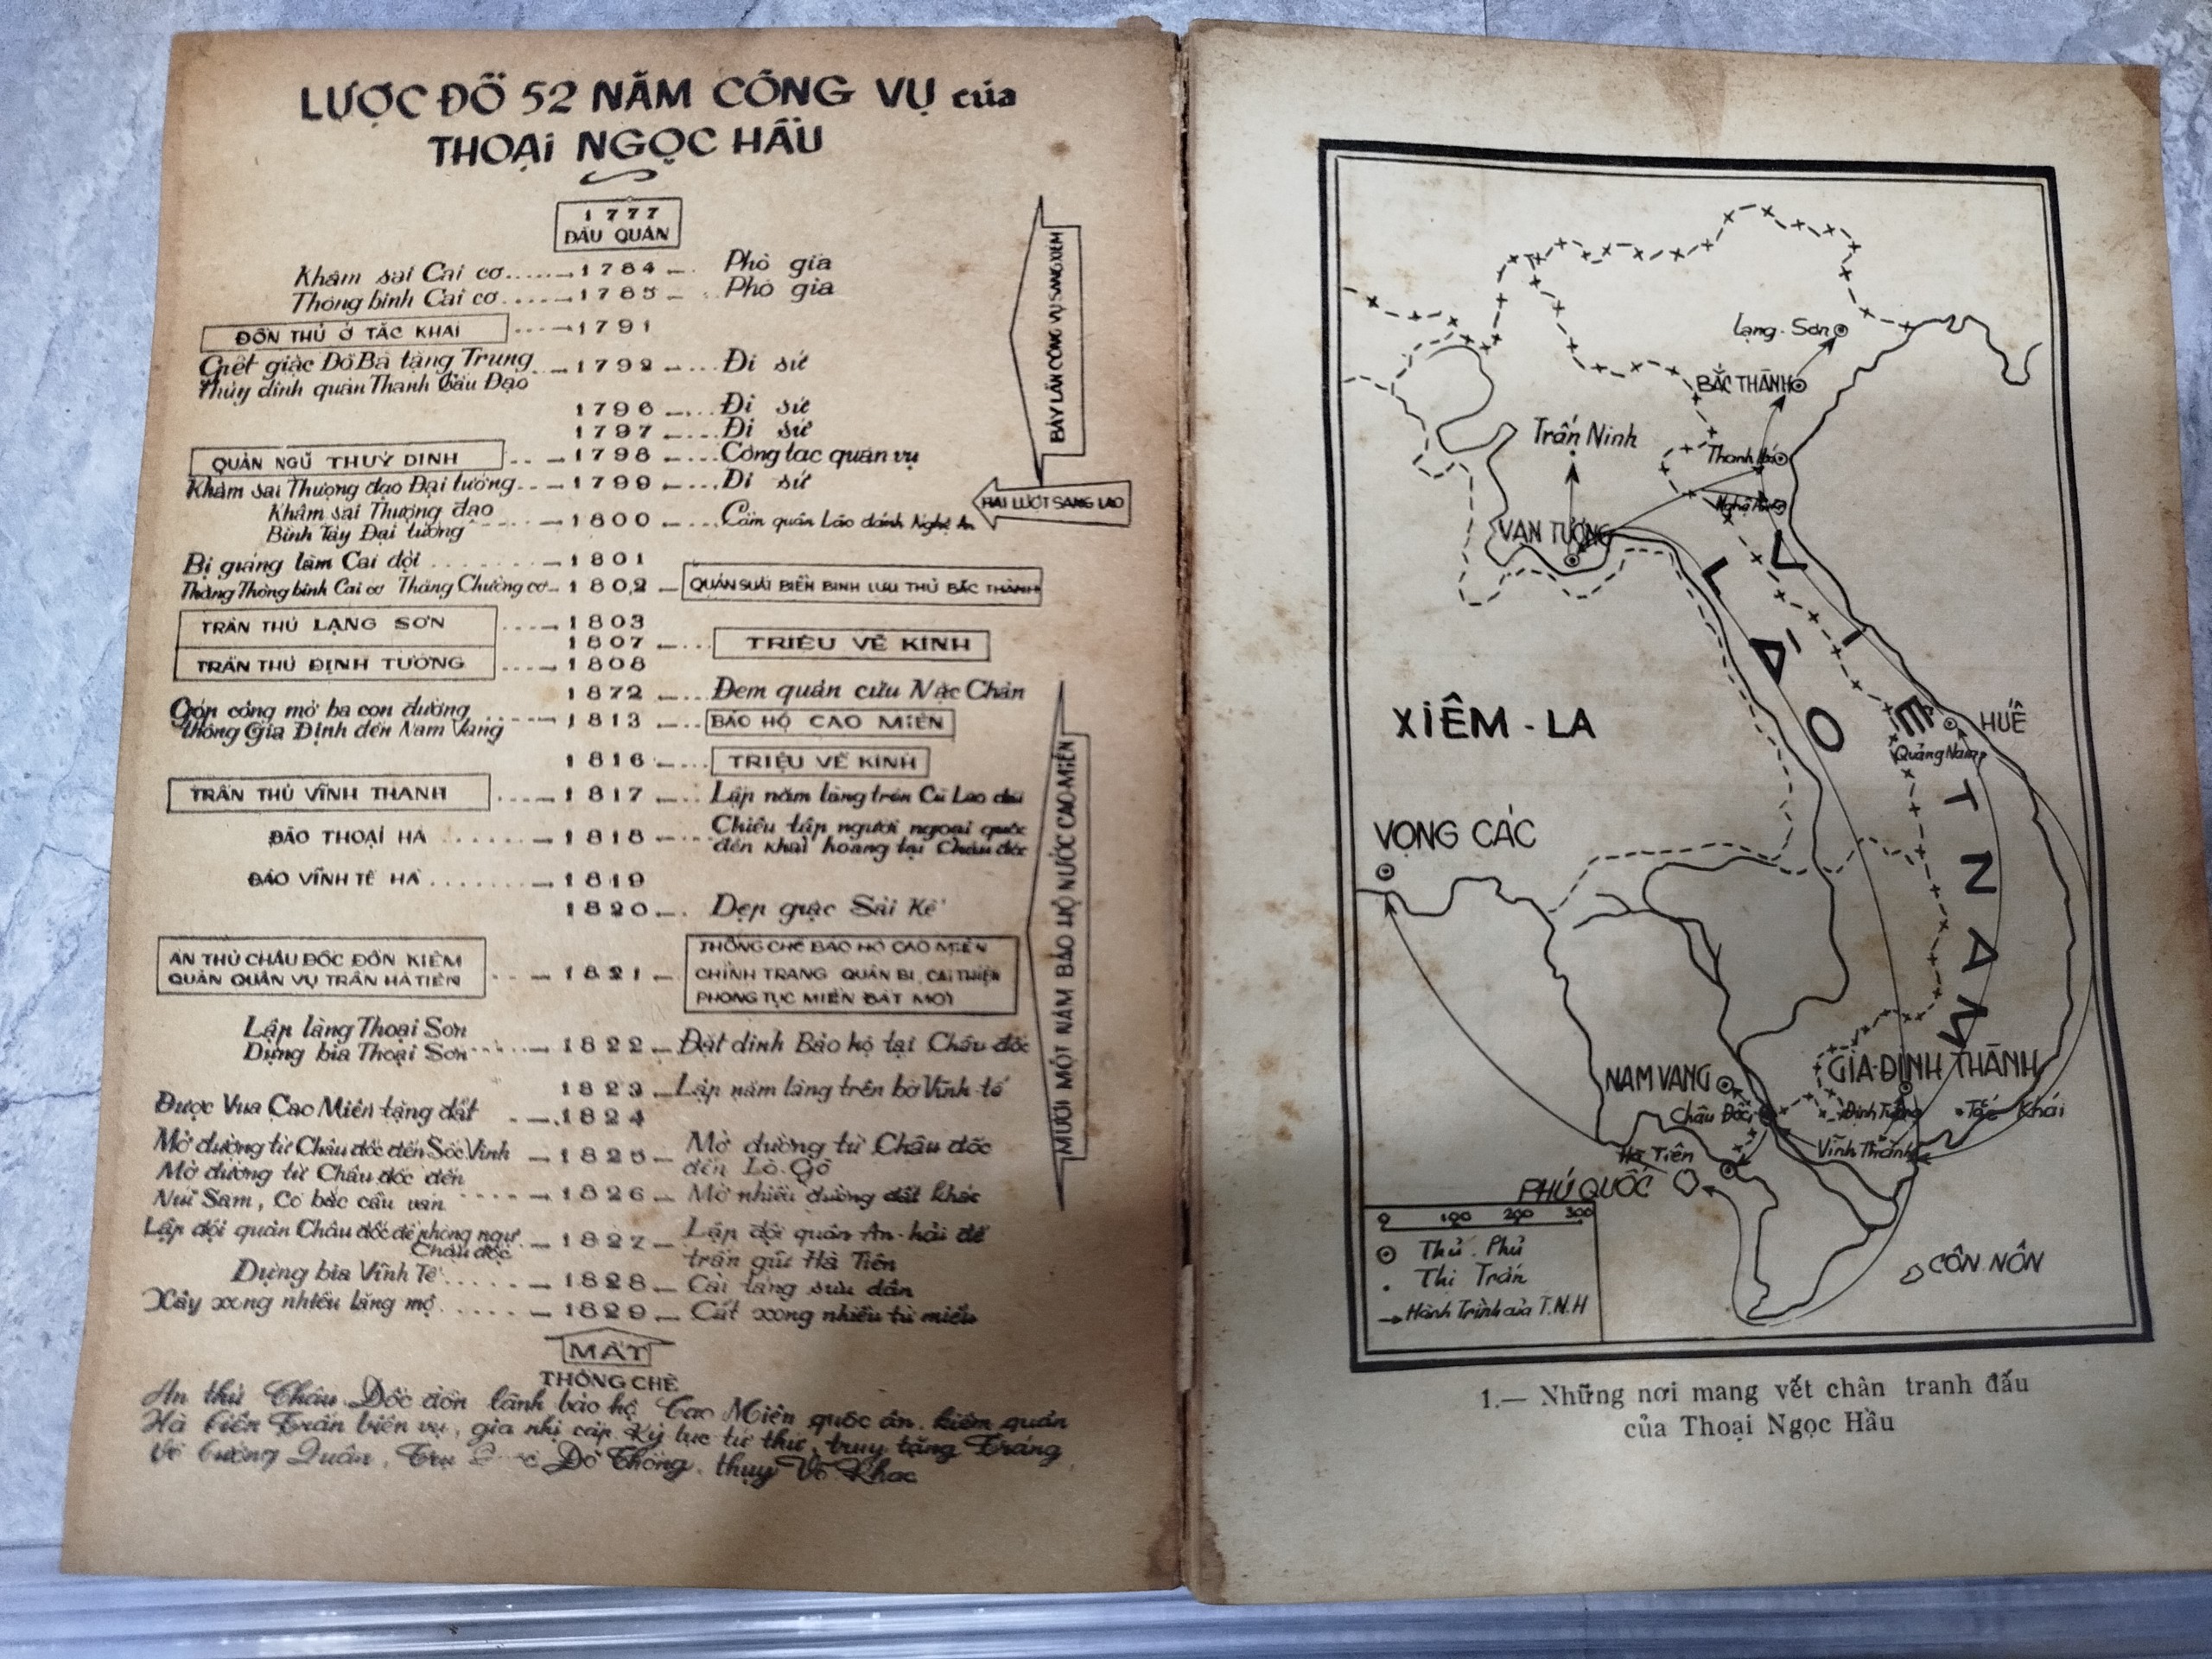 LƯỢC ĐỒ 52 NĂM CÔNG VỤ của
THOẠI NGỌC HẦU
1777
ĐẦU QUÂN
Khâm sai Cai cơ 1784 Phò giá
Thông binh Cai cơ 1785 Phò giá
ĐỒN THỦ Ở TẮC KHÁI 1791
Giết giặc Đồ Bà tặng Trung
Thủy dinh quân Thanh Châu Đạo 1792 Đi sứ
1796 Đi sứ
1797 Đi sứ
QUẢN NGŨ THUỶ DINH 1798 Công tác quân vụ
Khâm sai Thượng đạo Đại tướng 1799 Đi sứ
Khâm sai Thượng đạo
Bình Tây Đại tướng 1800 Cầm quân Lào đánh Nghệ An
Bị giáng làm Cai đội 1801
Thăng Thông binh Cai cơ Thăng Chưởng cơ 1802 QUẢN SUẤT BIỀN BINH LƯU THỦ BẮC THÀNH
TRẤN THỦ LẠNG SƠN 1803
1807 TRIỆU VỀ KINH
TRẤN THỦ ĐỊNH TƯỜNG 1808
1872 Đem quân cứu Nặc Chân
Góp công mở ba con đường
thông Gia Định đến Nam Vang 1813 BẢO HỘ CAO MIÊN
1816 TRIỆU VỀ KINH
TRẤN THỦ VĨNH THANH 1817 Lập năm làng trên Cù Lao dài
ĐÀO THOẠI HÀ 1818 Chiêu tập người ngoại quốc
đến khai hoang tại Châu đốc
ĐÀO VĨNH TẾ HÀ 1819
1820 Dẹp giặc Sải Kế
ÁN THỦ CHÂU ĐỐC ĐỒN KIÊM
QUẢN QUÂN VỤ TRẤN HÀ TIÊN 1821 THỐNG CHẾ BẢO HỘ CAO MIÊN
CHỈNH TRANG QUÂN BỊ, CẢI THIỆN
PHONG TỤC MIỀN ĐẤT MỚI
Lập làng Thoại Sơn
Dựng bia Thoại Sơn 1822 Đặt dinh Bảo hộ tại Châu đốc
1823 Lập năm làng trên bờ Vĩnh tế
Được Vua Cao Miên tặng đất 1824
Mở đường từ Châu đốc đến Sóc Vinh 1825 Mở đường từ Châu đốc
đến Lò Gò
Mở đường từ Châu đốc đến
Núi Sam, Có bắc cầu ván 1826 Mở nhiều đường đất khác
Lập đội quân Châu đốc để phòng ngự
Châu đốc 1827 Lập đội quân An-hải để
trấn giữ Hà Tiên
Dựng bia Vĩnh Tế 1828 Cải táng sưu dân
Xây xong nhiều lăng mộ 1829 Cất xong nhiều từ miếu
MẤT
THỐNG CHẾ
Án thủ Châu Đốc đồn lãnh bảo hộ Cao Miên quốc ấn, kiêm quản
Hà Tiên Trấn biên vụ, gia nhị cấp, Kỷ lục tứ thứ, truy tặng Tráng
Võ Tướng Quân, Đô Thống, thụy Võ Khắc
BẢY LẦN CÔNG VỤ SANG XIÊM
HAI LƯỢT SANG LÀO
MƯỜI MỘT NĂM BẢO HỘ NƯỚC CAO-MIÊN
Lạng-Sơn
BẮC THÀNH
Trấn Ninh
Thanh Hóa
VẠN TƯỢNG
LÀO
VIỆT NAM
XIÊM-LA
HUẾ
Quảng Nam
VỌNG CÁC
NAM VANG
GIA-ĐỊNH THÀNH
Châu Đốc
Định Tường
Tắc Khái
Hà Tiên
Vĩnh Thanh
PHÚ QUỐC
CÔN NÔN
0 100 200 300
Thủ Phủ
Thị Trấn
Hành Trình của T.N.H
1.— Những nơi mang vết chân tranh đấu
của Thoại Ngọc Hầu